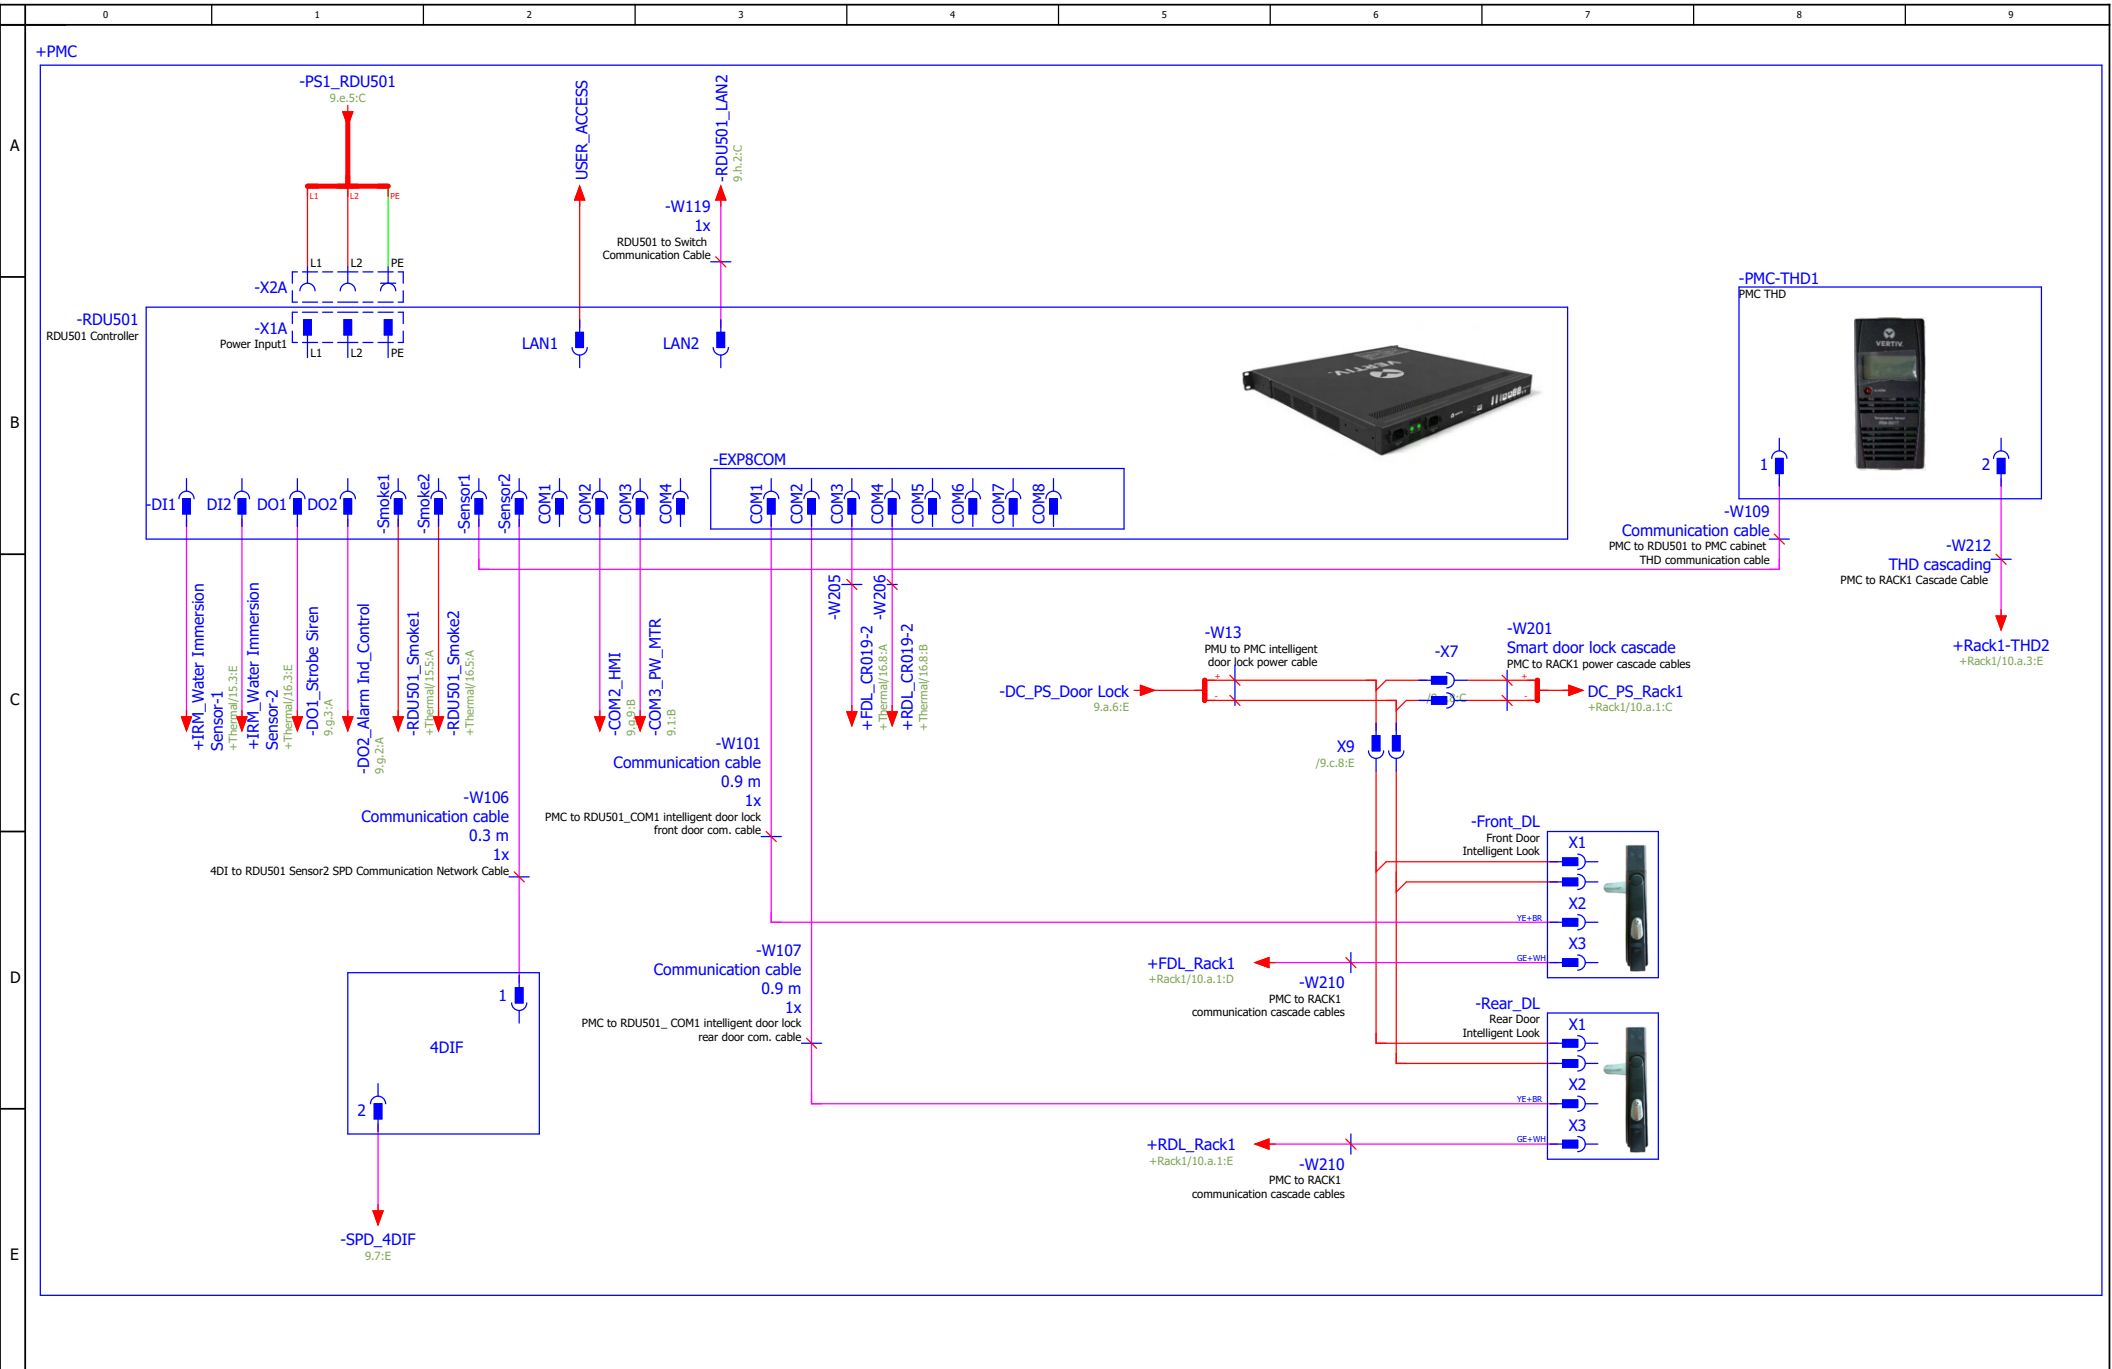 0 1 2 3 4 5 6 7 8 9
+PMC
A
B
C
D
E
-PS1_RDU501
9.e.5:C
L1 L2 PE
L1 L2 PE
-X2A
-X1A
Power Input1
L1 L2 PE
-RDU501
RDU501 Controller
USER_ACCESS
-RDU501_LAN2
9.h.2:C
-W119
1x
RDU501 to Switch
Communication Cable
LAN1
LAN2
VERTIV.
-PMC-THD1
PMC THD
VERTIV.
1
2
-DI1
DI2
DO1
DO2
-Smoke1
-Smoke2
-Sensor1
-Sensor2
COM1
COM2
COM3
COM4
-EXP8COM
COM1
COM2
COM3
COM4
COM5
COM6
COM7
COM8
-W109
Communication cable
PMC to RDU501 to PMC cabinet
THD communication cable
-W212
THD cascading
PMC to RACK1 Cascade Cable
+Rack1-THD2
+Rack1/10.a.3:E
+IRM_Water Immersion
Sensor-1
+Thermal/15.3:E
+IRM_Water Immersion
Sensor-2
+Thermal/16.3:E
-DO1_Strobe Siren
9.g.3:A
-DO2_Alarm Ind_Control
9.g.2:A
-RDU501_Smoke1
+Thermal/15.5:A
-RDU501_Smoke2
+Thermal/16.5:A
-COM2_HMI
9.g.9:B
-COM3_PW_MTR
9.1:B
-W205
+FDL_CR019-2
+Thermal/16.8:A
-W206
+RDL_CR019-2
+Thermal/16.8:B
-W13
PMU to PMC intelligent
door lock power cable
-DC_PS_Door Lock
9.a.6:E
+
-
-X7
-W201
Smart door lock cascade
PMC to RACK1 power cascade cables
+
-
DC_PS_Rack1
+Rack1/10.a.1:C
X9
/9.c.8:E
-W101
Communication cable
0.9 m
1x
PMC to RDU501_COM1 intelligent door lock
front door com. cable
-W106
Communication cable
0.3 m
1x
4DI to RDU501 Sensor2 SPD Communication Network Cable
-W107
Communication cable
0.9 m
1x
PMC to RDU501_ COM1 intelligent door lock
rear door com. cable
-Front_DL
Front Door
Intelligent Look
X1
X2
YE+BR
X3
GE+WH
+FDL_Rack1
+Rack1/10.a.1:D
-W210
PMC to RACK1
communication cascade cables
-Rear_DL
Rear Door
Intelligent Look
X1
X2
YE+BR
X3
GE+WH
+RDL_Rack1
+Rack1/10.a.1:E
-W210
PMC to RACK1
communication cascade cables
1
4DIF
2
-SPD_4DIF
9.7:E